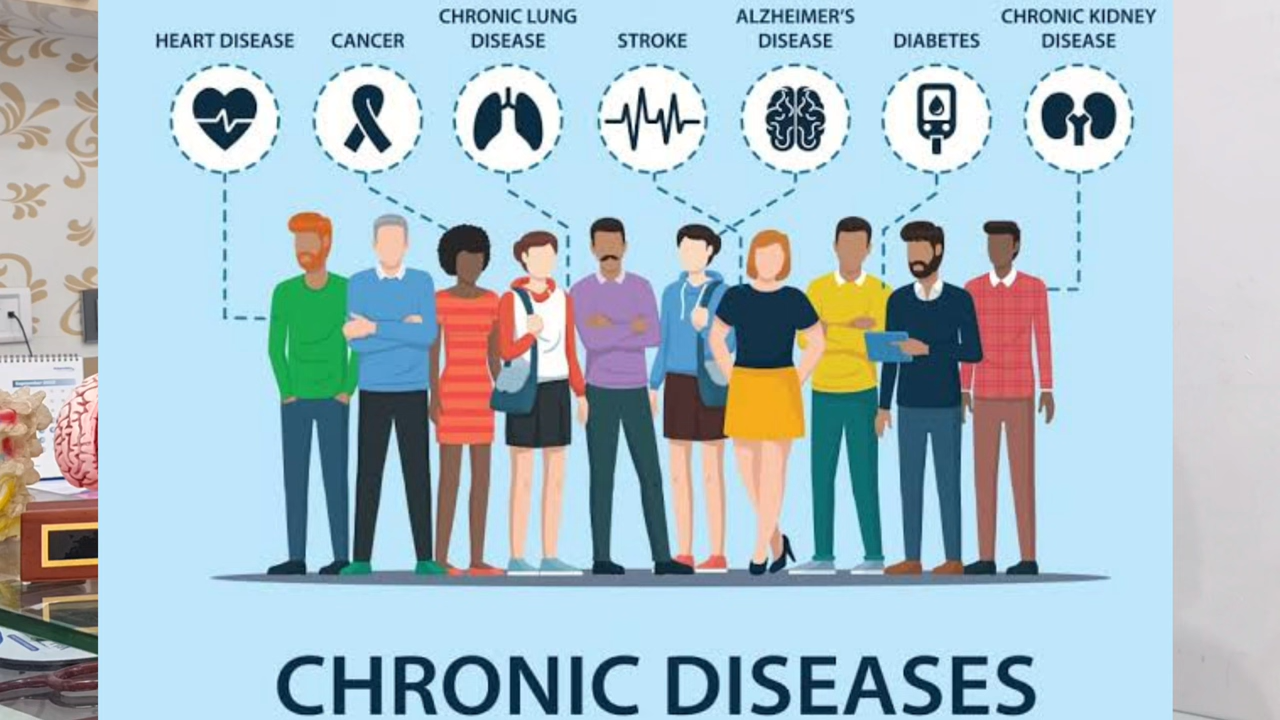 HEART DISEASE
CANCER
CHRONIC LUNG
DISEASE
STROKE
ALZHEIMER'S
DISEASE
DIABETES
CHRONIC KIDNEY
DISEASE
CHRONIC DISEASES